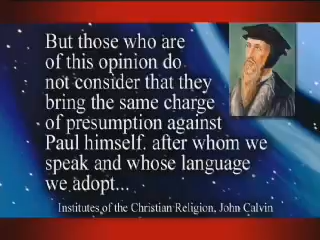 But those who are
of this opinion do
not consider that they
bring the same charge
of presumption against
Paul himself. after whom we
speak and whose language
we adopt...
Institutes of the Christian Religion, John Calvin